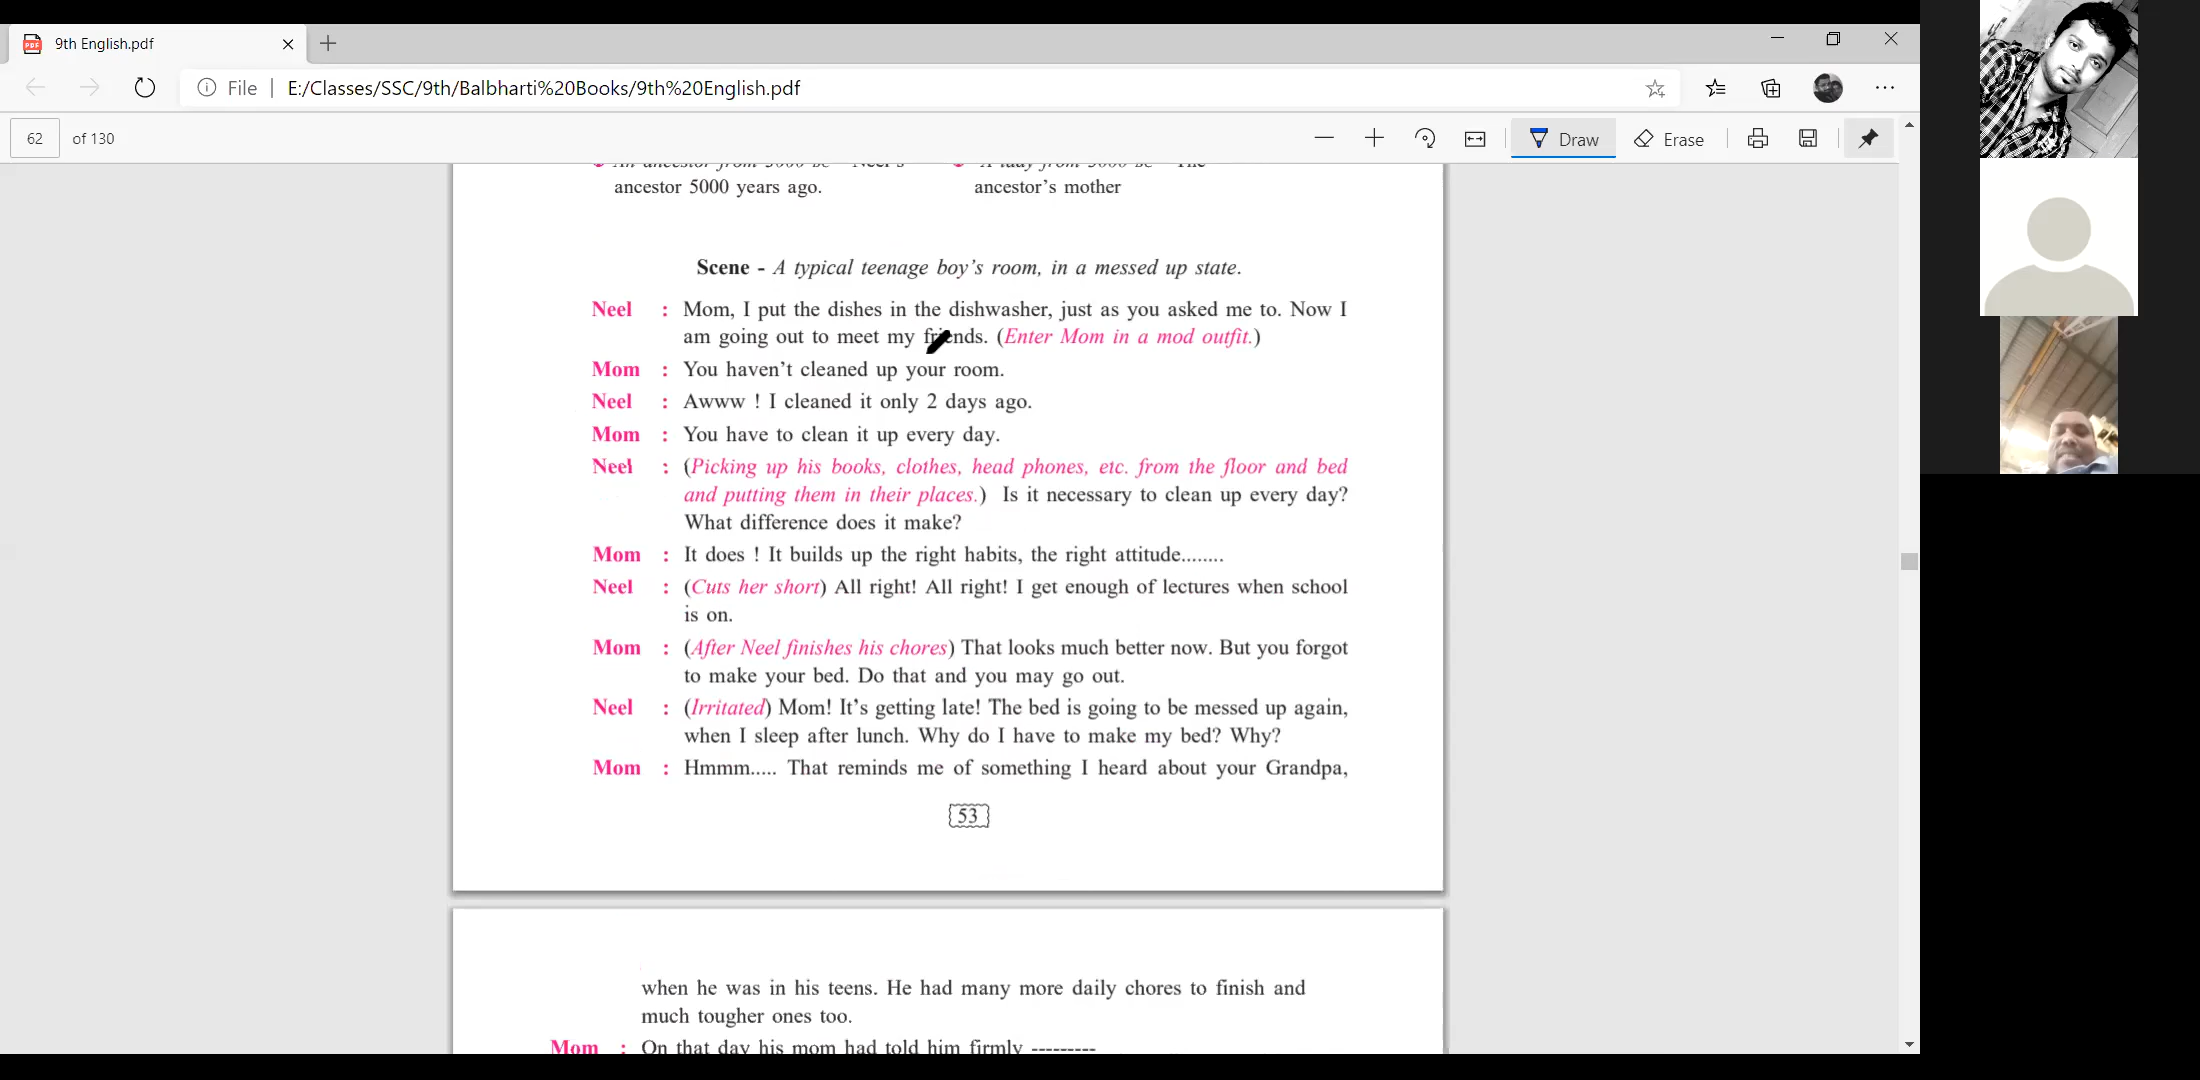 9th English.pdf
File | E:/Classes/SSC/9th/Balbharti%20Books/9th%20English.pdf
62 of 130 Draw Erase
An ancestor from 5000 BC - Neel's A lady from 5000 BC - The
ancestor 5000 years ago. ancestor's mother
Scene - A typical teenage boy's room, in a messed up state.
Neel : Mom, I put the dishes in the dishwasher, just as you asked me to. Now I
am going out to meet my friends. (Enter Mom in a mod outfit.)
Mom : You haven't cleaned up your room.
Neel : Awww ! I cleaned it only 2 days ago.
Mom : You have to clean it up every day.
Neel : (Picking up his books, clothes, head phones, etc. from the floor and bed
and putting them in their places.) Is it necessary to clean up every day?
What difference does it make?
Mom : It does ! It builds up the right habits, the right attitude........
Neel : (Cuts her short) All right! All right! I get enough of lectures when school
is on.
Mom : (After Neel finishes his chores) That looks much better now. But you forgot
to make your bed. Do that and you may go out.
Neel : (Irritated) Mom! It's getting late! The bed is going to be messed up again,
when I sleep after lunch. Why do I have to make my bed? Why?
Mom : Hmmm..... That reminds me of something I heard about your Grandpa,
53
when he was in his teens. He had many more daily chores to finish and
much tougher ones too.
Mom : On that day his mom had told him firmly ---------